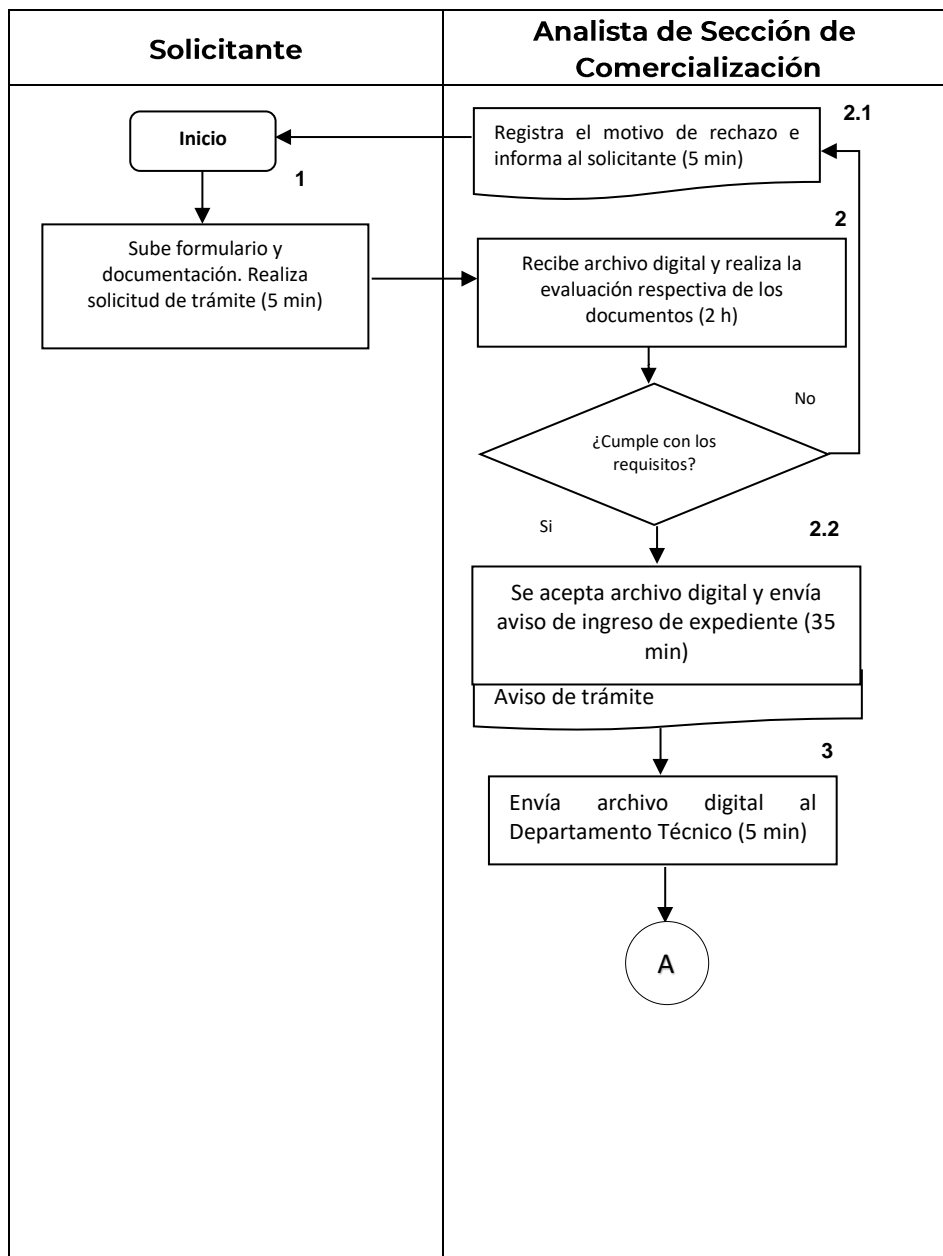 Solicitante
Analista de Sección de
Comercialización
Inicio
1
Sube formulario y
documentación. Realiza
solicitud de trámite (5 min)
2.1
Registra el motivo de rechazo e
informa al solicitante (5 min)
2
Recibe archivo digital y realiza la
evaluación respectiva de los
documentos (2 h)
No
¿Cumple con los
requisitos?
Si
2.2
Se acepta archivo digital y envía
aviso de ingreso de expediente (35
min)
Aviso de trámite
3
Envía archivo digital al
Departamento Técnico (5 min)
A